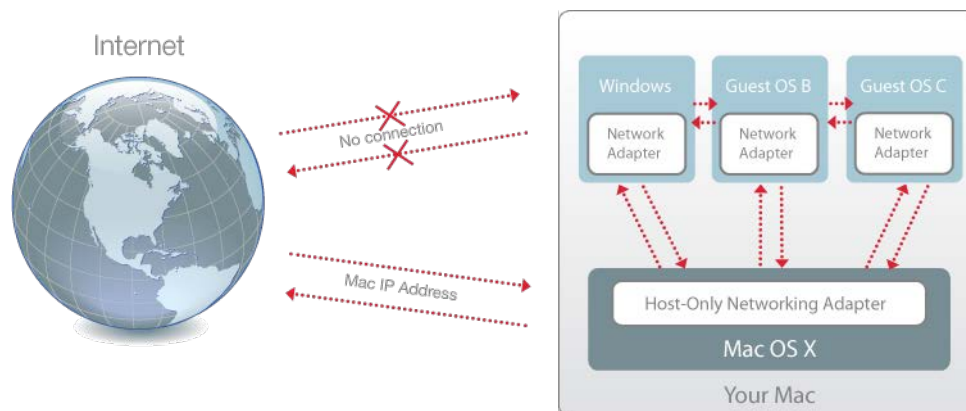 Internet
No connection
Mac IP Address
Windows
Guest OS B
Guest OS C
Network
Adapter
Network
Adapter
Network
Adapter
Host-Only Networking Adapter
Mac OS X
Your Mac